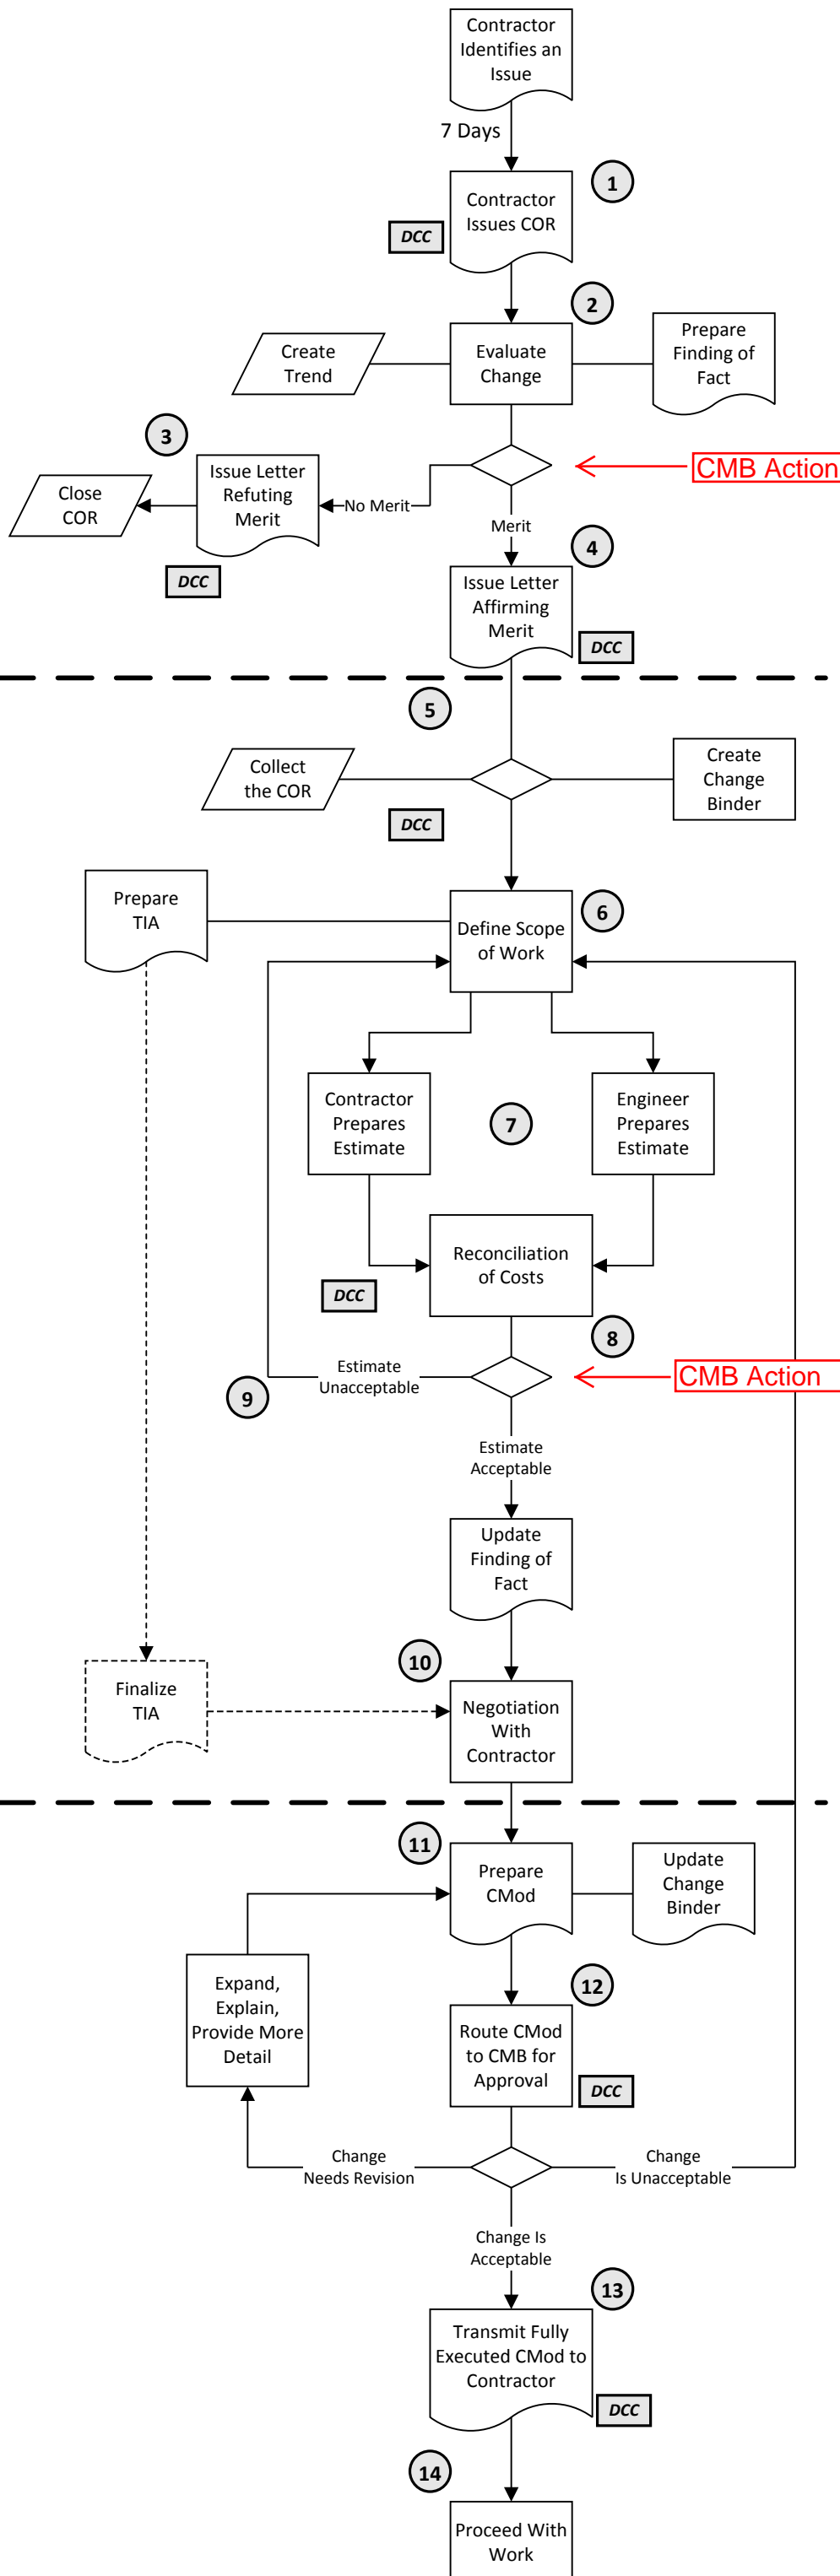 Contractor
Identifies an
Issue
7 Days
1
Contractor
Issues COR
DCC
2
Create
Trend
Evaluate
Change
Prepare
Finding of
Fact
3
CMB Action
Close
COR
Issue Letter
Refuting
Merit
No Merit
Merit
DCC
4
Issue Letter
Affirming
Merit
DCC
5
Collect
the COR
Create
Change
Binder
DCC
Prepare
TIA
Define Scope
of Work
6
Contractor
Prepares
Estimate
7
Engineer
Prepares
Estimate
Reconciliation
of Costs
DCC
8
Estimate
Unacceptable
CMB Action
9
Estimate
Acceptable
Update
Finding of
Fact
10
Finalize
TIA
Negotiation
With
Contractor
11
Prepare
CMod
Update
Change
Binder
Expand,
Explain,
Provide More
Detail
12
Route CMod
to CMB for
Approval
DCC
Change
Needs Revision
Change
Is Unacceptable
Change Is
Acceptable
13
Transmit Fully
Executed CMod to
Contractor
DCC
14
Proceed With
Work